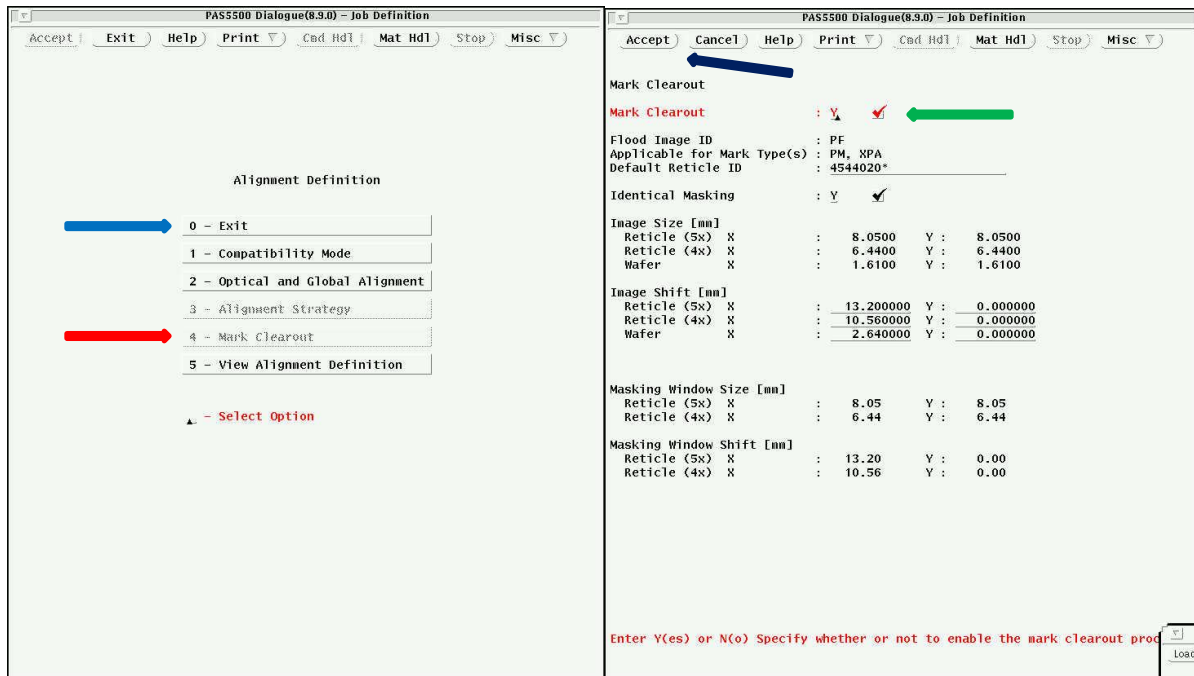 PAS5500 Dialogue(8.9.0) – Job Definition
Accept Exit Help Print Cmd Hdl Mat Hdl Stop Misc
Alignment Definition
0 – Exit
1 – Compatibility Mode
2 – Optical and Global Alignment
3 – Alignment Strategy
4 – Mark Clearout
5 – View Alignment Definition
– Select Option
PAS5500 Dialogue(8.9.0) – Job Definition
Accept Cancel Help Print Cmd Hdl Mat Hdl Stop Misc
Mark Clearout
Mark Clearout : Y
Flood Image ID : PF
Applicable for Mark Type(s) : PM, XPA
Default Reticle ID : 4544020*
Identical Masking : Y
Image Size [mm]
Reticle (5x) X : 8.0500 Y : 8.0500
Reticle (4x) X : 6.4400 Y : 6.4400
Wafer X : 1.6100 Y : 1.6100
Image Shift [mm]
Reticle (5x) X : 13.200000 Y : 0.000000
Reticle (4x) X : 10.560000 Y : 0.000000
Wafer X : 2.640000 Y : 0.000000
Masking Window Size [mm]
Reticle (5x) X : 8.05 Y : 8.05
Reticle (4x) X : 6.44 Y : 6.44
Masking Window Shift [mm]
Reticle (5x) X : 13.20 Y : 0.00
Reticle (4x) X : 10.56 Y : 0.00
Enter Y(es) or N(o) Specify whether or not to enable the mark clearout proc
Load